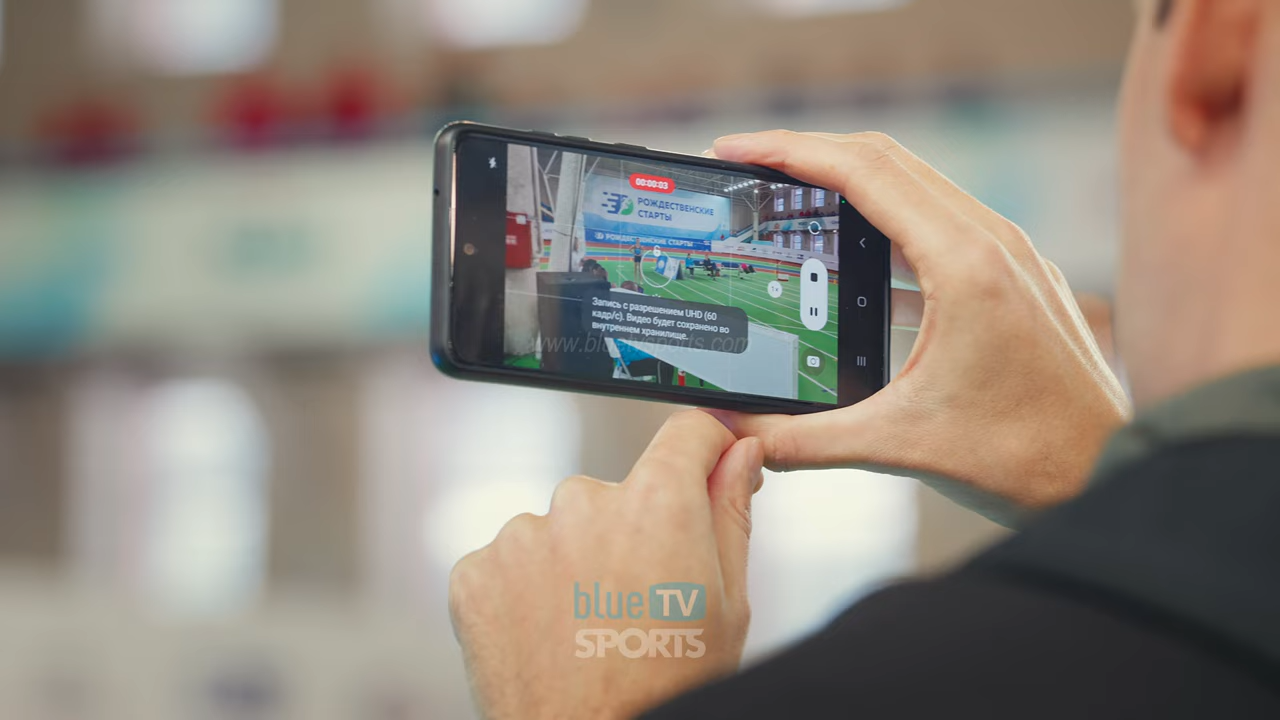 00:00:03
РОЖДЕСТВЕНСКИЕ
СТАРТЫ
РОЖДЕСТВЕНСКИЕ СТАРТЫ
Запись с разрешением UHD (60
кадр/с). Видео будет сохранено во
внутреннем хранилище.
www.bluetvsports.com
blue TV
SPORTS